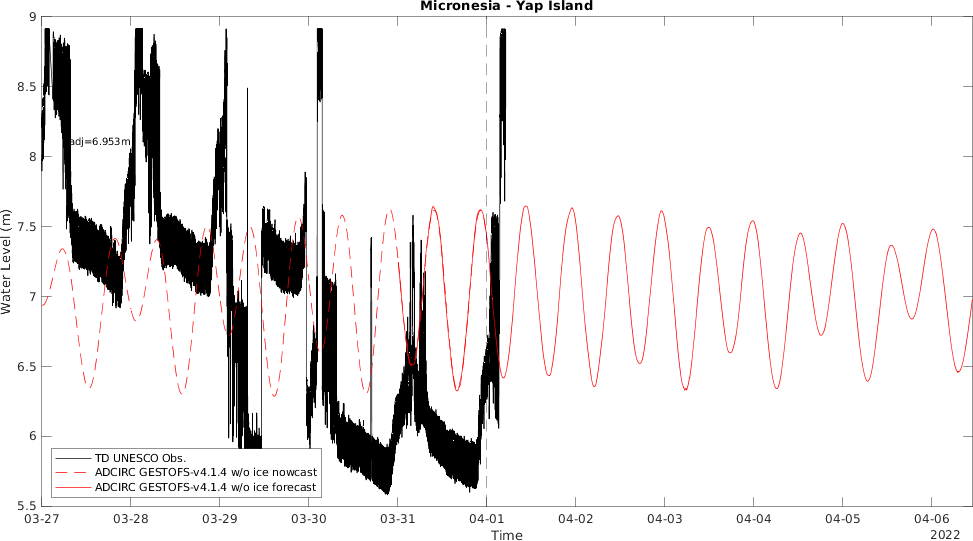 Micronesia - Yap Island
9
8.5
8
7.5
7
6.5
6
5.5
Water Level (m)
adj=6.953m
TD UNESCO Obs.
ADCIRC GESTOFS-v4.1.4 w/o ice nowcast
ADCIRC GESTOFS-v4.1.4 w/o ice forecast
03-27 03-28 03-29 03-30 03-31 04-01 04-02 04-03 04-04 04-05 04-06
Time
2022